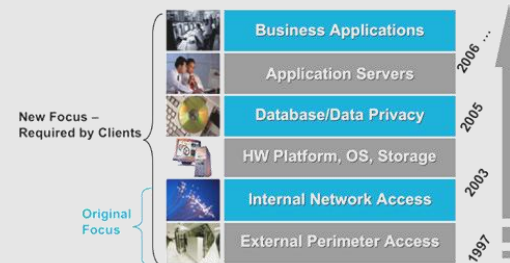 Business Applications
2006 ...
Application Servers
Database/Data Privacy
2005
New Focus –
Required by Clients
HW Platform, OS, Storage
2003
Internal Network Access
Original
Focus
External Perimeter Access
1997